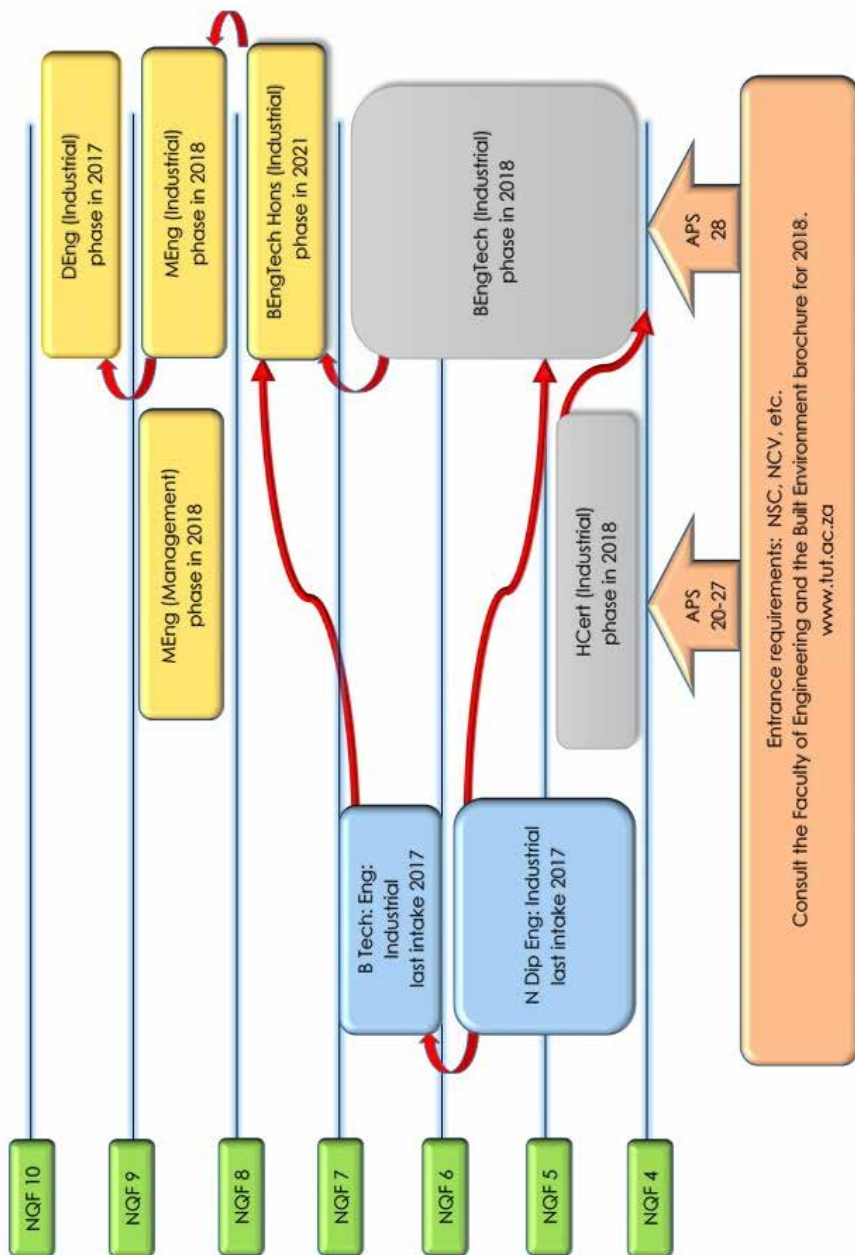 NQF 10
NQF 9
NQF 8
NQF 7
NQF 6
NQF 5
NQF 4
DEng (Industrial)
phase in 2017
MEng (Management)
phase in 2018
MEng (Industrial)
phase in 2018
BEngTech Hons (Industrial)
phase in 2021
B Tech: Eng:
Industrial
last intake 2017
BEngTech (Industrial)
phase in 2018
N Dip Eng: Industrial
last intake 2017
HCert (Industrial)
phase in 2018
APS
20-27
APS
28
Entrance requirements: NSC, NCV, etc.
Consult the Faculty of Engineering and the Built Environment brochure for 2018.
www.tut.ac.za